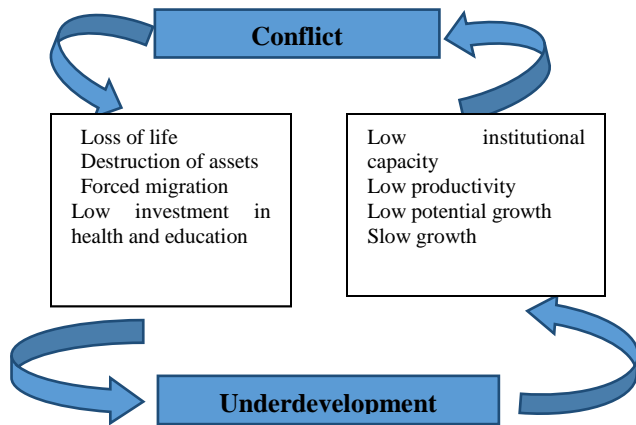 Conflict
Loss of life
Destruction of assets
Forced migration
Low investment in
health and education
Low institutional
capacity
Low productivity
Low potential growth
Slow growth
Underdevelopment